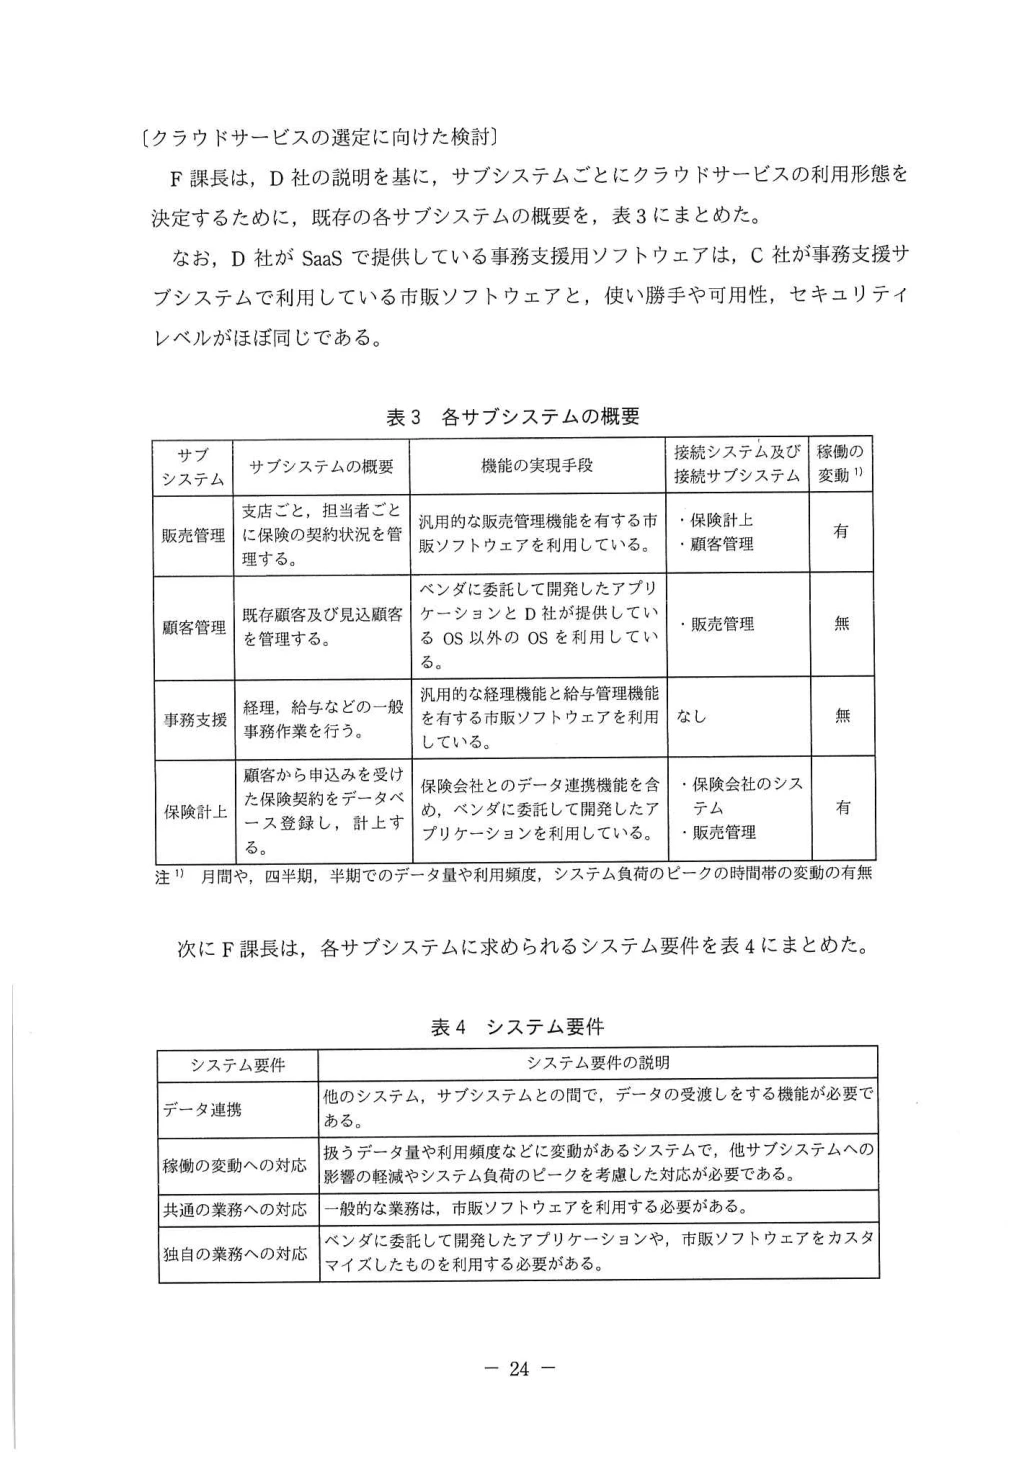 〔クラウドサービスの選定に向けた検討〕
F 課長は，D 社の説明を基に，サブシステムごとにクラウドサービスの利用形態を
決定するために，既存の各サブシステムの概要を，表3にまとめた。
なお，D 社が SaaS で提供している事務支援用ソフトウェアは，C 社が事務支援サ
ブシステムで利用している市販ソフトウェアと，使い勝手や可用性，セキュリティ
レベルがほぼ同じである。
表3　各サブシステムの概要
サブ
システム
サブシステムの概要
機能の実現手段
接続システム及び
接続サブシステム
稼働の
変動 1)
販売管理
支店ごと，担当者ごと
に保険の契約状況を管
理する。
汎用的な販売管理機能を有する市
販ソフトウェアを利用している。
・保険計上
・顧客管理
有
顧客管理
既存顧客及び見込顧客
を管理する。
ベンダに委託して開発したアプリ
ケーションと D 社が提供してい
る OS 以外の OS を利用してい
る。
・販売管理
無
事務支援
経理，給与などの一般
事務作業を行う。
汎用的な経理機能と給与管理機能
を有する市販ソフトウェアを利用
している。
なし
無
保険計上
顧客から申込みを受け
た保険契約をデータベ
ース登録し，計上す
る。
保険会社とのデータ連携機能を含
め，ベンダに委託して開発したア
プリケーションを利用している。
・保険会社のシス
テム
・販売管理
有
注 1)　月間や，四半期，半期でのデータ量や利用頻度，システム負荷のピークの時間帯の変動の有無
次に F 課長は，各サブシステムに求められるシステム要件を表4にまとめた。
表4　システム要件
システム要件
システム要件の説明
データ連携
他のシステム，サブシステムとの間で，データの受渡しをする機能が必要で
ある。
稼働の変動への対応
扱うデータ量や利用頻度などに変動があるシステムで，他サブシステムへの
影響の軽減やシステム負荷のピークを考慮した対応が必要である。
共通の業務への対応
一般的な業務は，市販ソフトウェアを利用する必要がある。
独自の業務への対応
ベンダに委託して開発したアプリケーションや，市販ソフトウェアをカスタ
マイズしたものを利用する必要がある。
－ 24 －